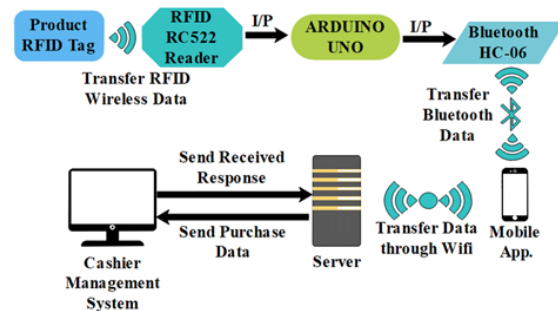 Product
RFID Tag
RFID
RC522
Reader
I/P
ARDUINO
UNO
I/P
Bluetooth
HC-06
Transfer RFID
Wireless Data
Transfer
Bluetooth
Data
Send Received
Response
Send Purchase
Data
Cashier
Management
System
Server
Transfer Data
through Wifi
Mobile
App.